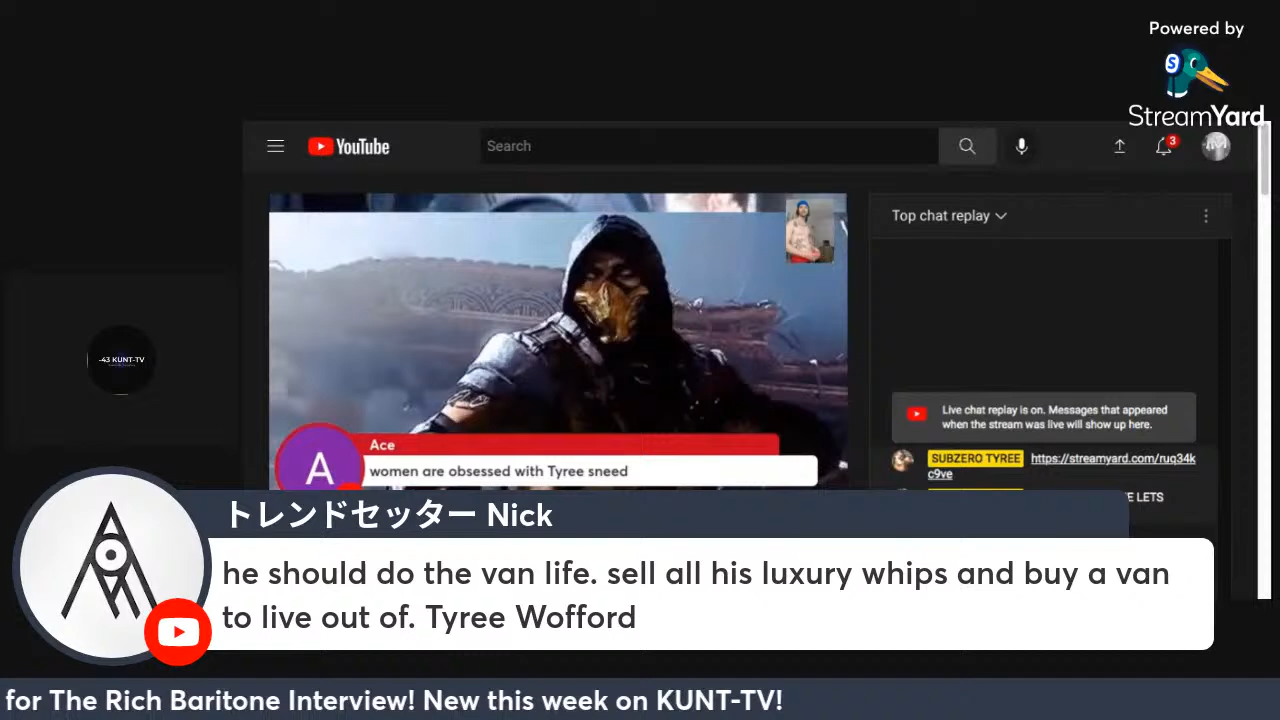 Powered by
StreamYard
YouTube
Search
3
Top chat replay
Live chat replay is on. Messages that appeared
when the stream was live will show up here.
SUBZERO TYREE https://streamyard.com/ruq34k
c9ve
E LETS
-43 KUNT-TV
A
Ace
women are obsessed with Tyree sneed
トレンドセッター Nick
he should do the van life. sell all his luxury whips and buy a van
to live out of. Tyree Wofford
for The Rich Baritone Interview! New this week on KUNT-TV!